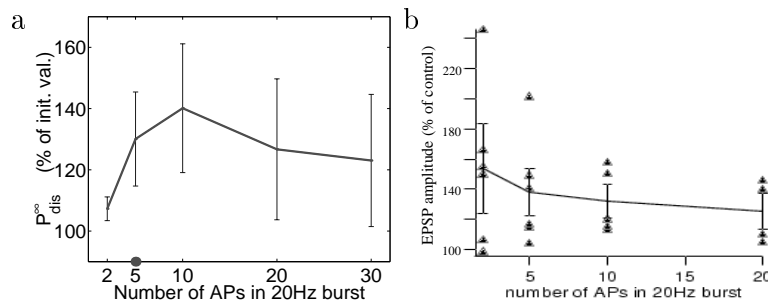 a
160
140
120
100
P∞dis (% of init. val.)
2 5 10 20 30
Number of APs in 20Hz burst
b
220
180
140
100
EPSP amplitude (% of control)
5 10 15 20
number of APs in 20Hz burst